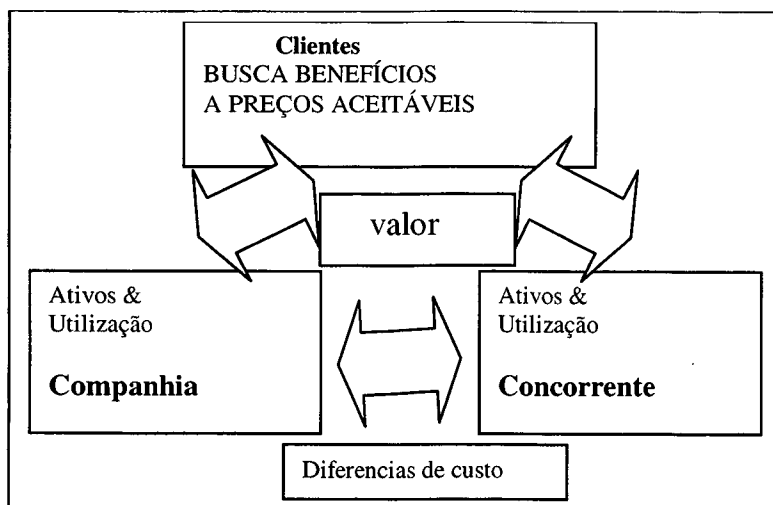 Clientes
BUSCA BENEFÍCIOS
A PREÇOS ACEITÁVEIS
valor
Ativos &
Utilização
Companhia
Ativos &
Utilização
Concorrente
Diferencias de custo